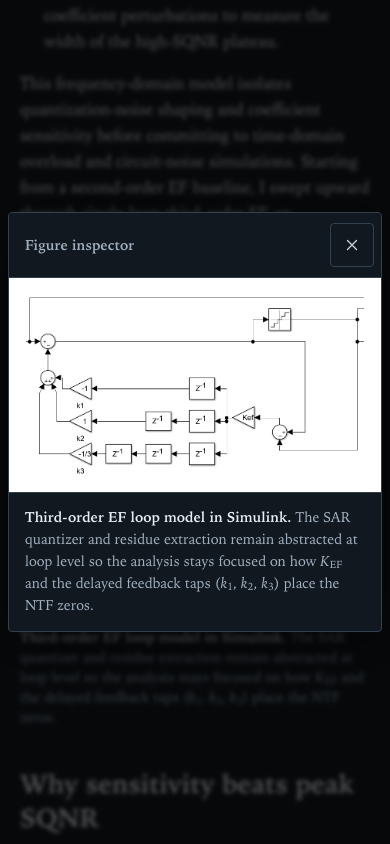 coefficient perturbations to measure the
width of the high-SQNR plateau.
This frequency-domain model isolates
quantization-noise shaping and coefficient
sensitivity before committing to time-domain
overload and circuit-noise simulations. Starting
from a second-order EF baseline, I swept upward
Figure inspector
×
-1
Z-1
k1
1
Z-1
Z-1
Kef
k2
-1/3
Z-1
Z-1
Z-1
k3
Third-order EF loop model in Simulink. The SAR
quantizer and residue extraction remain abstracted at
loop level so the analysis stays focused on how KEF
and the delayed feedback taps (k1, k2, k3) place the
NTF zeros.
Third-order EF loop model in Simulink. The SAR
quantizer and residue extraction remain abstracted at
loop level so the analysis stays focused on how KEF and
the delayed feedback taps (k1, k2, k3) place the NTF
zeros.
Why sensitivity beats peak
SQNR